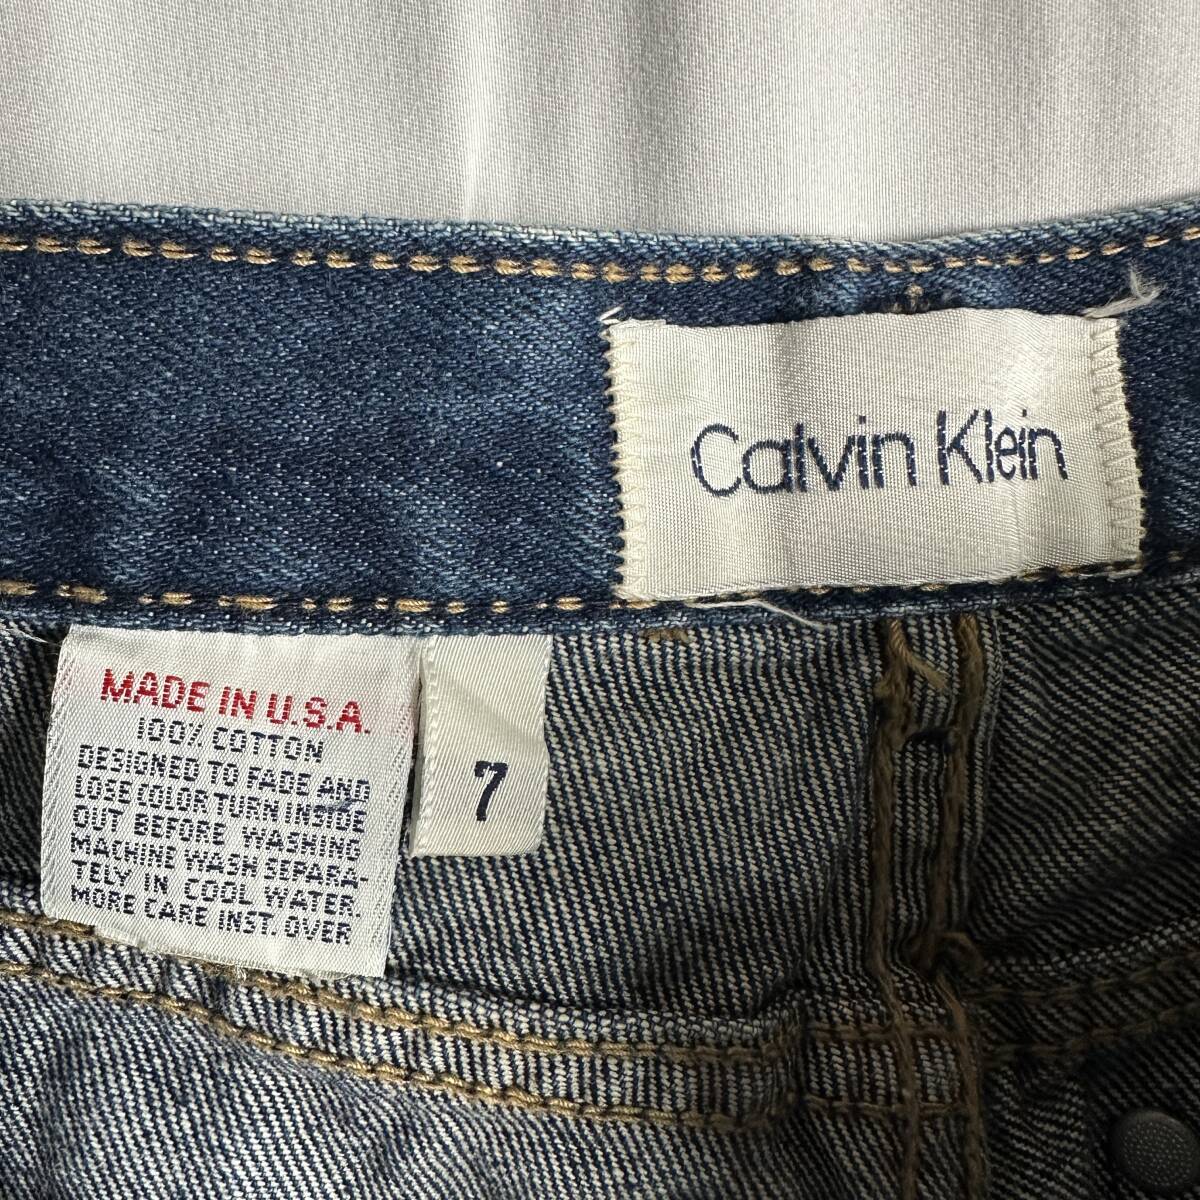 Calvin Klein
MADE IN U.S.A.
100% COTTON
DESIGNED TO FADE AND
LOSE COLOR TURN INSIDE
OUT BEFORE WASHING
MACHINE WASH SEPARA-
TELY IN COOL WATER.
MORE CARE INST. OVER
7